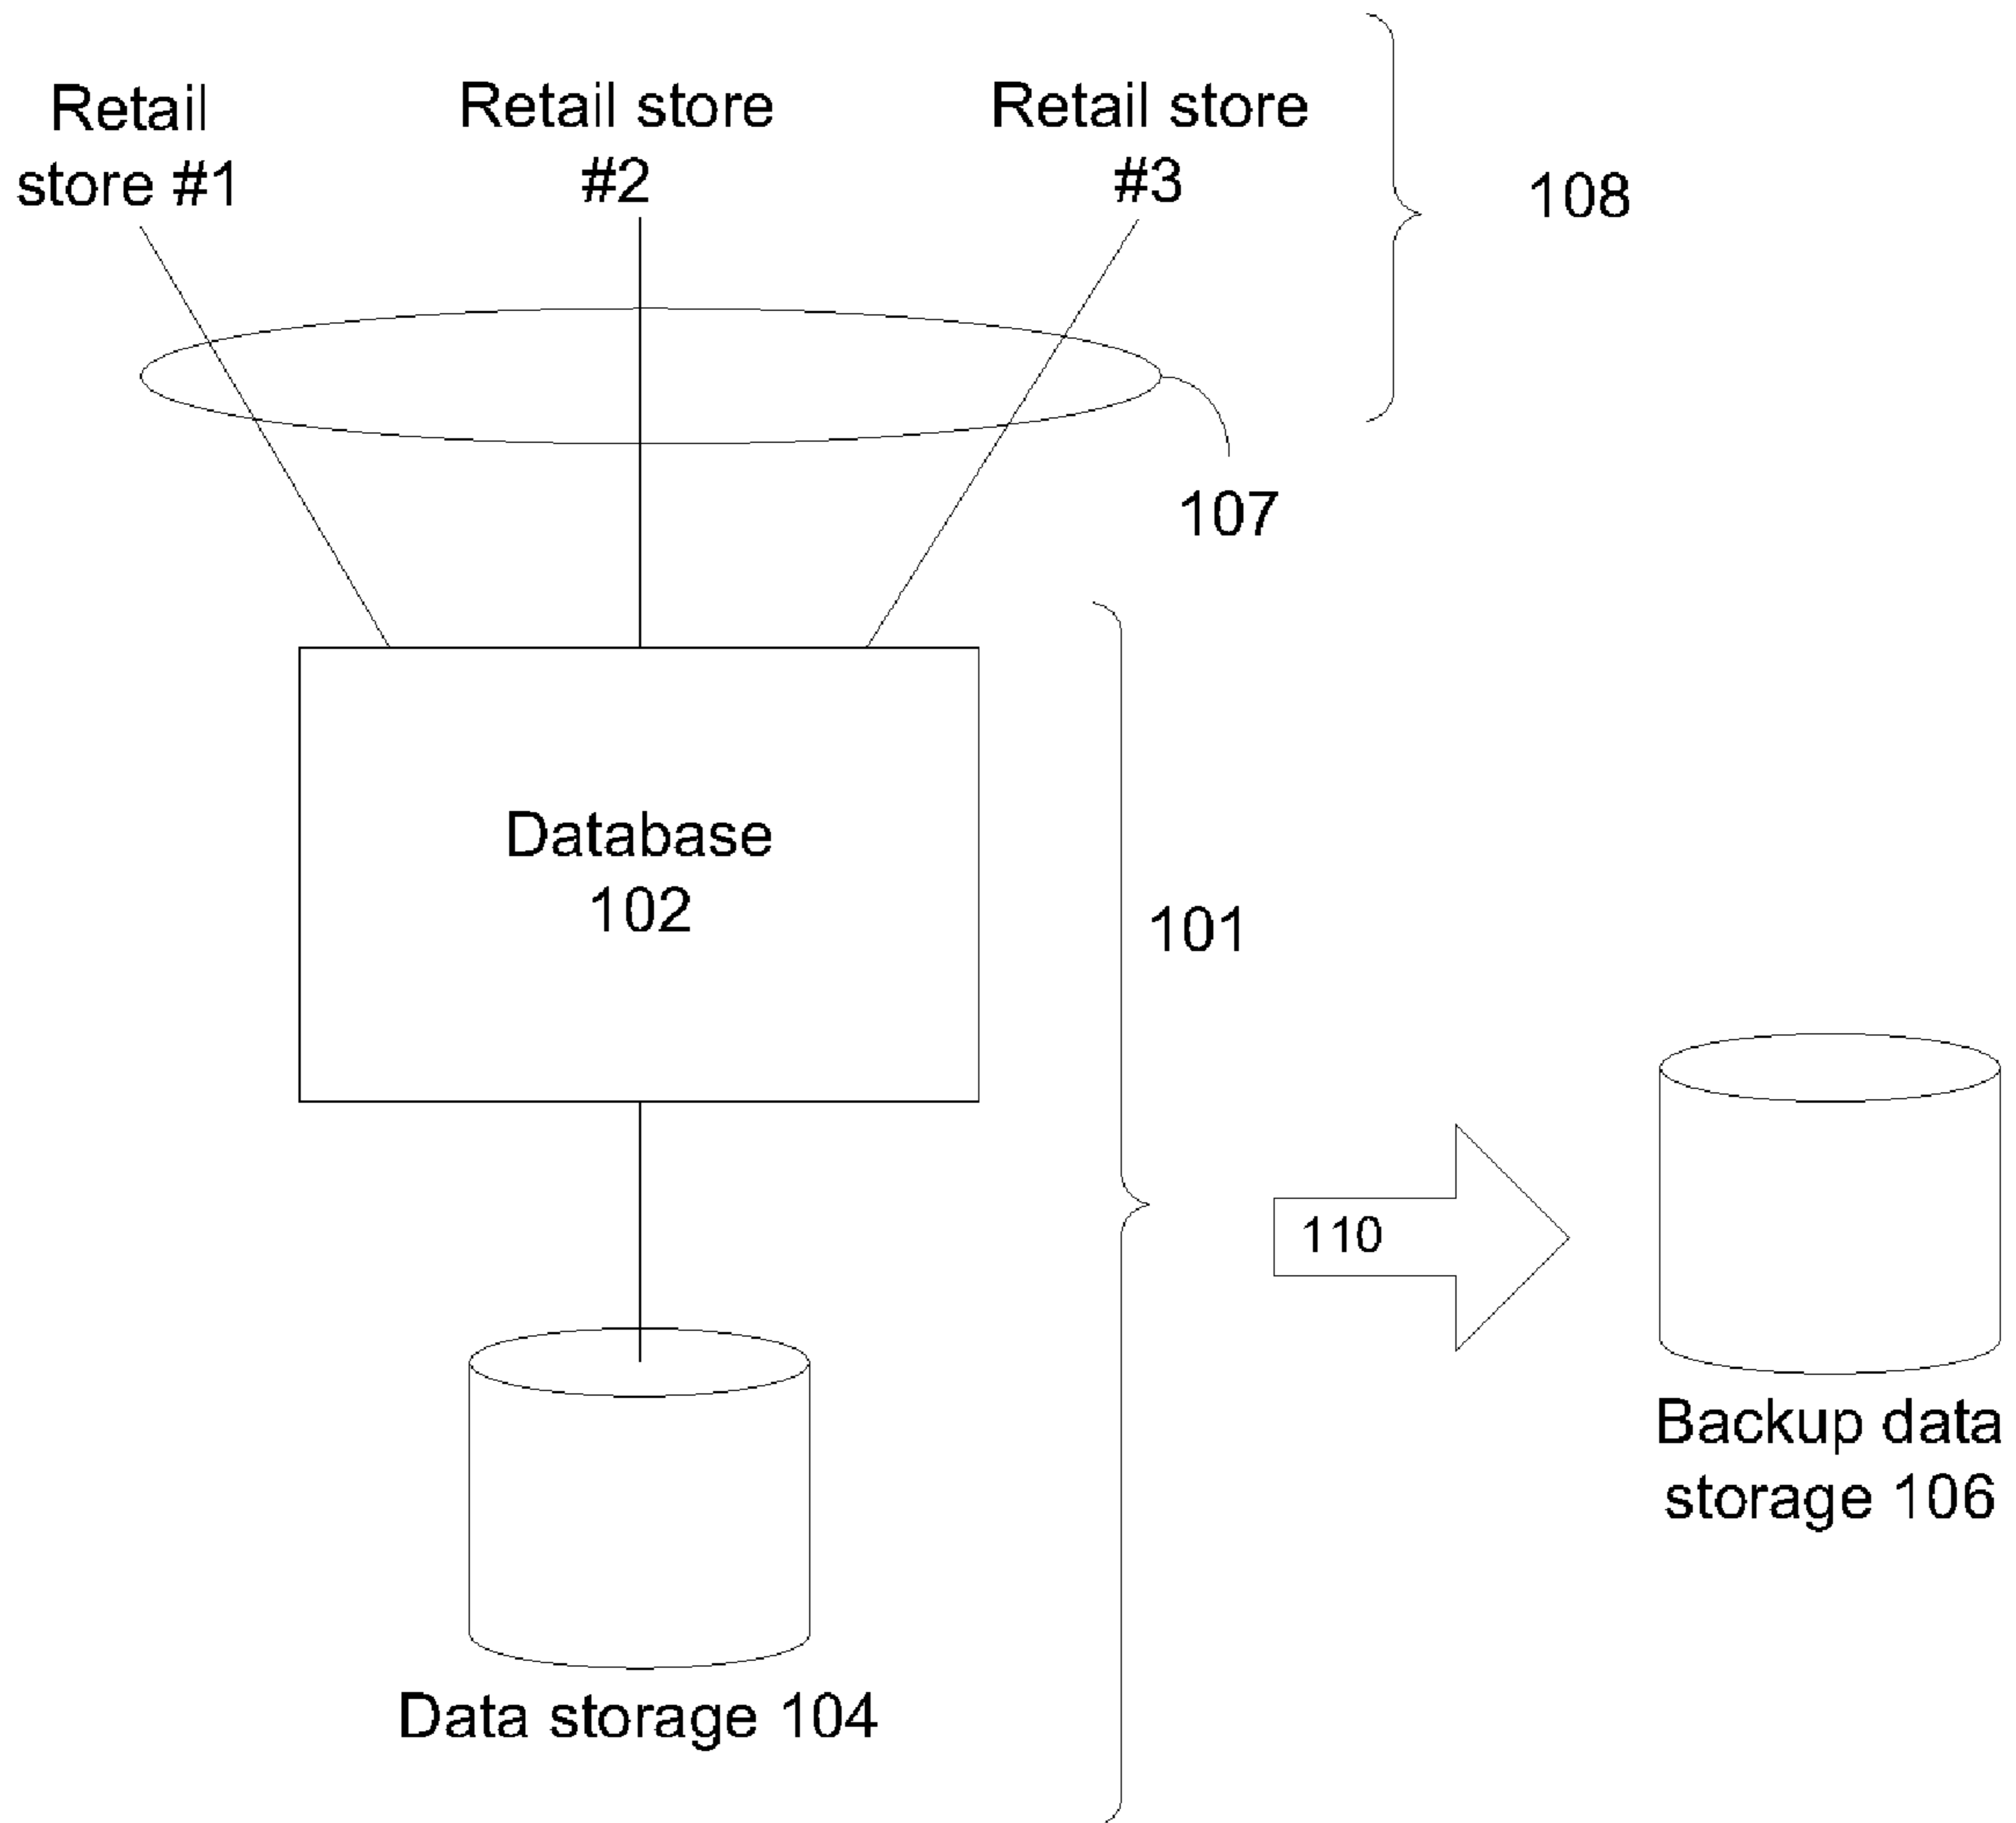 Retail
store #1
Retail store
#2
Retail store
#3
108
107
Database
102
101
110
Backup data
storage 106
Data storage 104